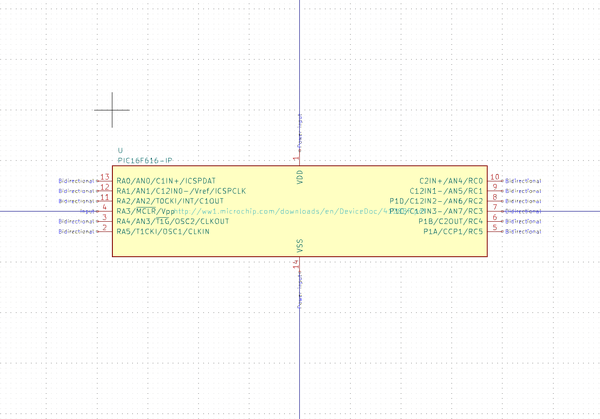 Power input
1
VDD
U
PIC16F616-IP
Bidirectional 13 RA0/AN0/C1IN+/ICSPDAT C2IN+/AN4/RC0 10 Bidirectional
Bidirectional 12 RA1/AN1/C12IN0-/Vref/ICSPCLK C12IN1-/AN5/RC1 9 Bidirectional
Bidirectional 11 RA2/AN2/T0CKI/INT/C1OUT P1D/C12IN2-/AN6/RC2 8 Bidirectional
Input 4 RA3/MCLR/Vpp http://ww1.microchip.com/downloads/en/DeviceDoc/ P1C/C12IN3-/AN7/RC3 7 Bidirectional
Bidirectional 3 RA4/AN3/T1G/OSC2/CLKOUT P1B/C2OUT/RC4 6 Bidirectional
Bidirectional 2 RA5/T1CKI/OSC1/CLKIN P1A/CCP1/RC5 5 Bidirectional
VSS
14
Power input